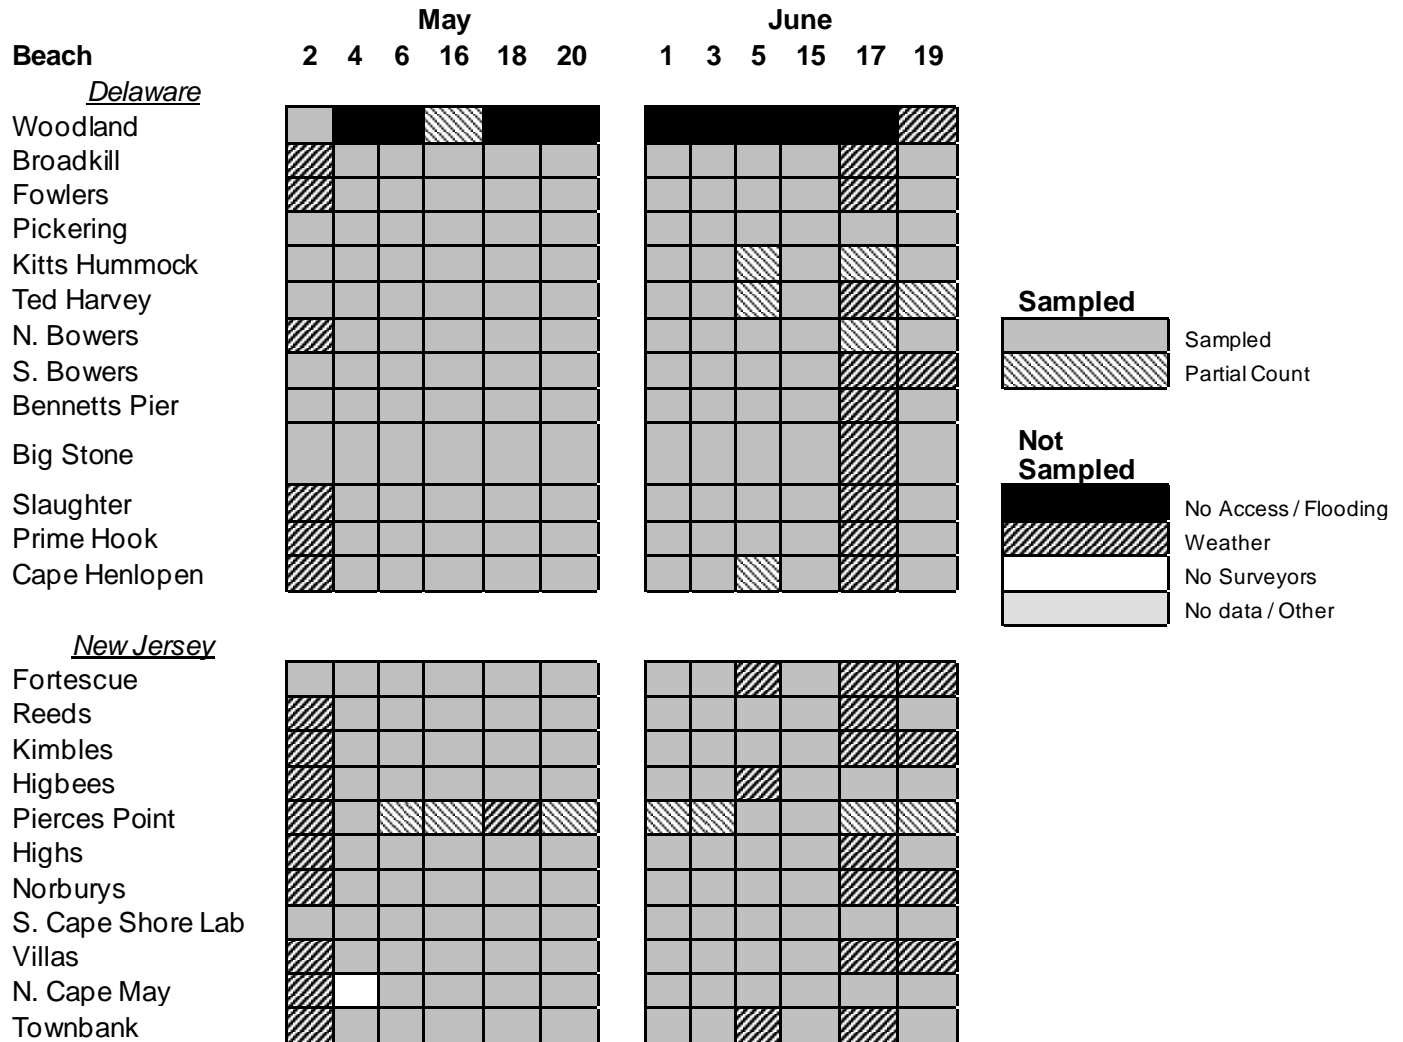 May June
Beach 2 4 6 16 18 20 1 3 5 15 17 19
Delaware
Woodland
Broadkill
Fowlers
Pickering
Kitts Hummock
Ted Harvey
N. Bowers
S. Bowers
Bennetts Pier
Big Stone
Slaughter
Prime Hook
Cape Henlopen
New Jersey
Fortescue
Reeds
Kimbles
Higbees
Pierces Point
Highs
Norburys
S. Cape Shore Lab
Villas
N. Cape May
Townbank
Sampled
Sampled
Partial Count
Not
Sampled
No Access / Flooding
Weather
No Surveyors
No data / Other